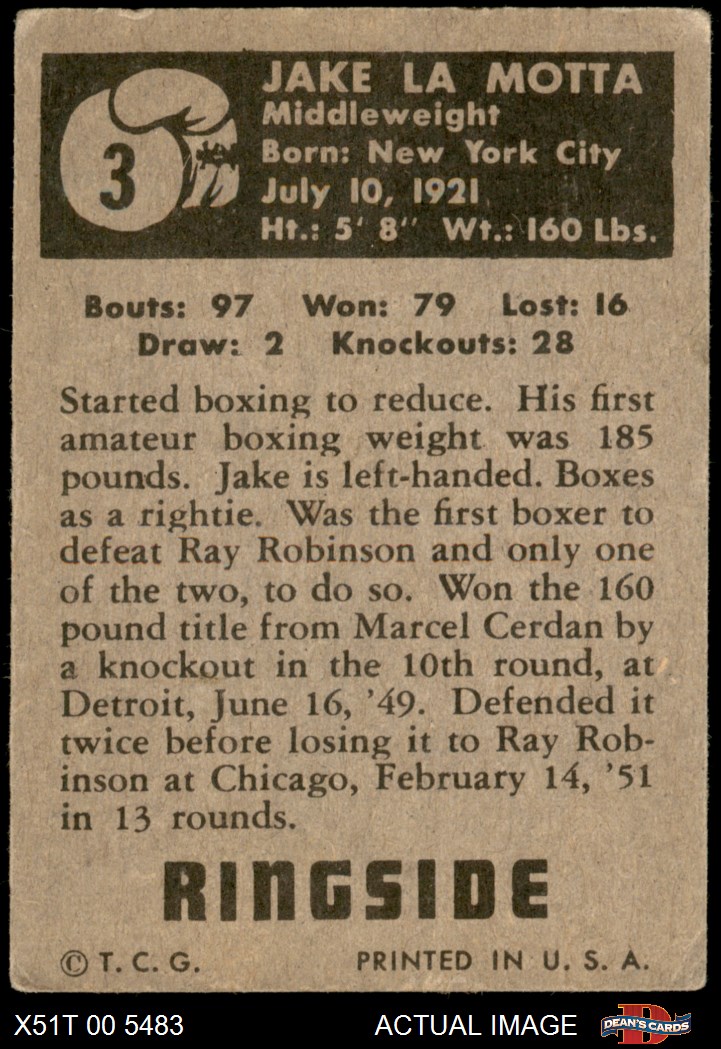 3
JAKE LA MOTTA
Middleweight
Born: New York City
July 10, 1921
Ht.: 5' 8" Wt.: 160 Lbs.
Bouts: 97 Won: 79 Lost: 16
Draw: 2 Knockouts: 28
Started boxing to reduce. His first
amateur boxing weight was 185
pounds. Jake is left-handed. Boxes
as a rightie. Was the first boxer to
defeat Ray Robinson and only one
of the two, to do so. Won the 160
pound title from Marcel Cerdan by
a knockout in the 10th round, at
Detroit, June 16, '49. Defended it
twice before losing it to Ray Rob-
inson at Chicago, February 14, '51
in 13 rounds.
RINGSIDE
© T. C. G. PRINTED IN U. S. A.
X51T 00 5483 ACTUAL IMAGE DEAN'S CARDS